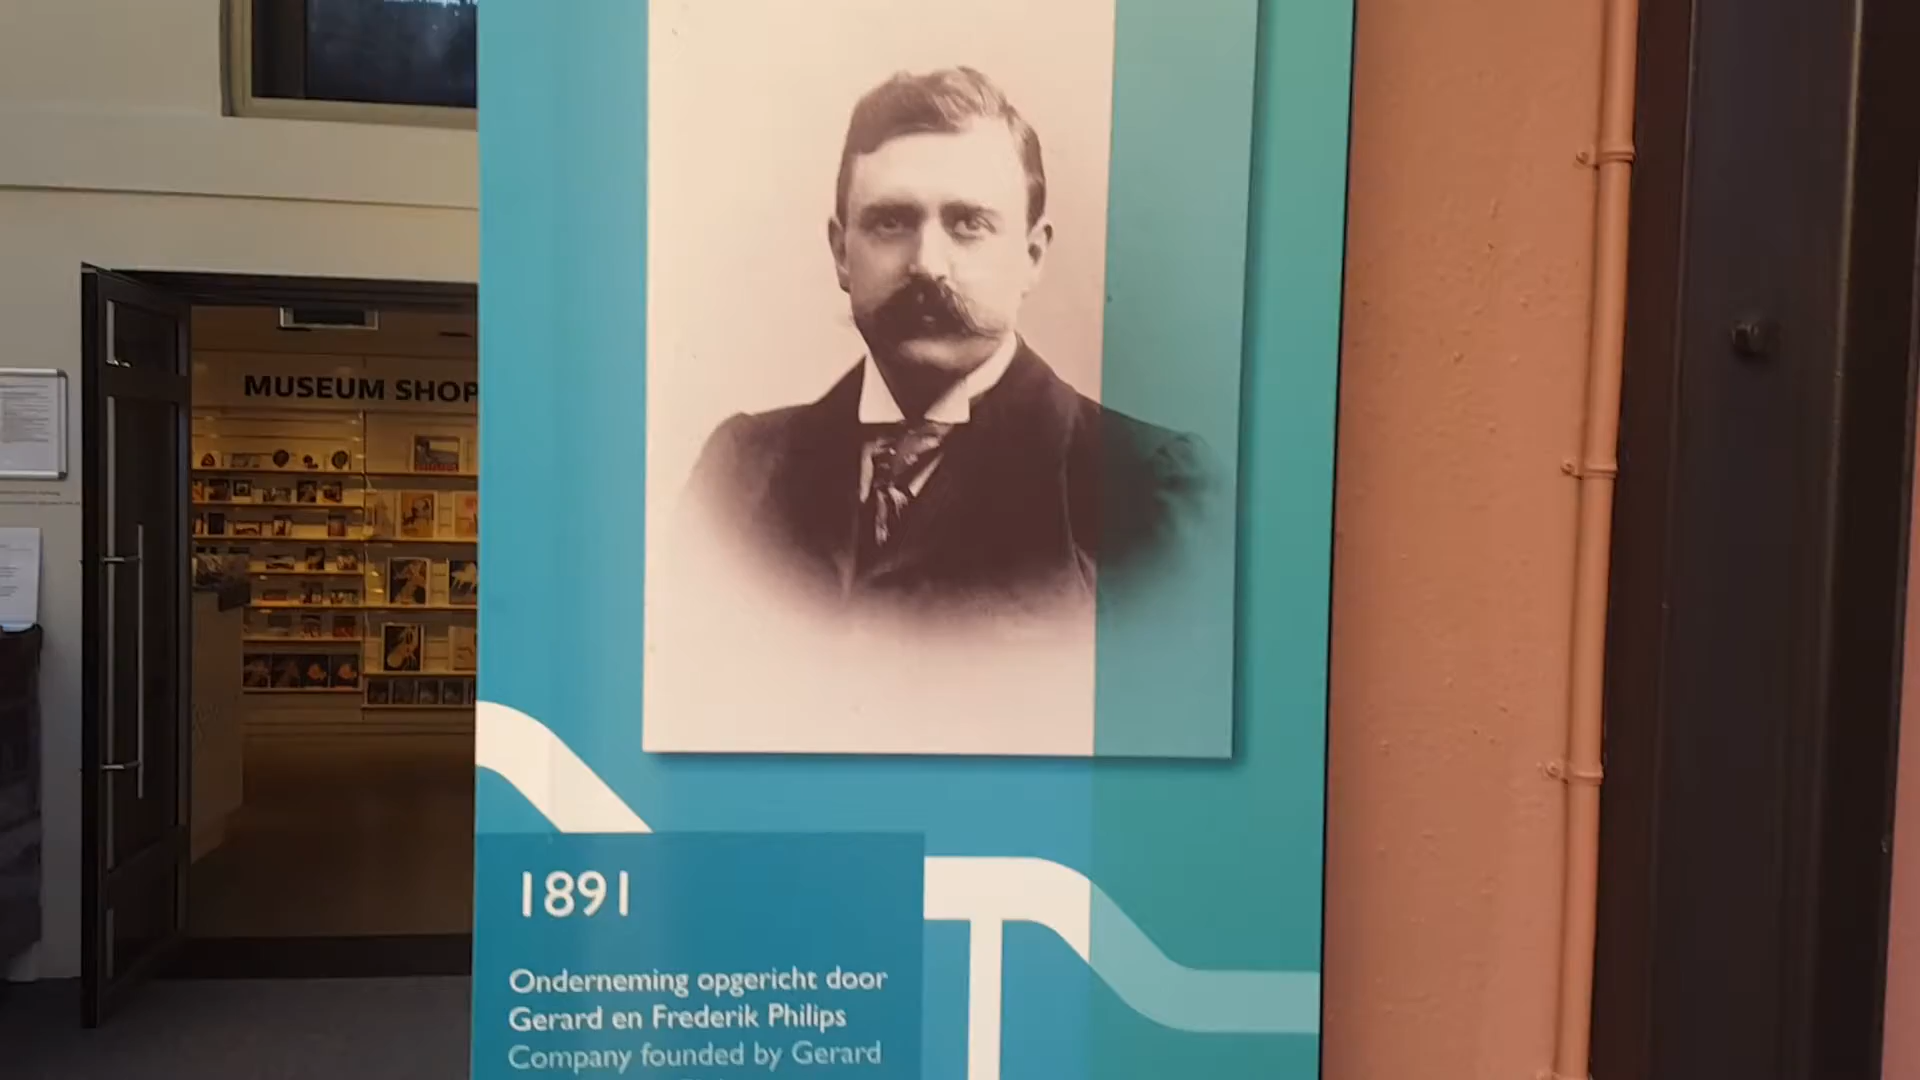 MUSEUM SHOP
1891
Onderneming opgericht door
Gerard en Frederik Philips
Company founded by Gerard